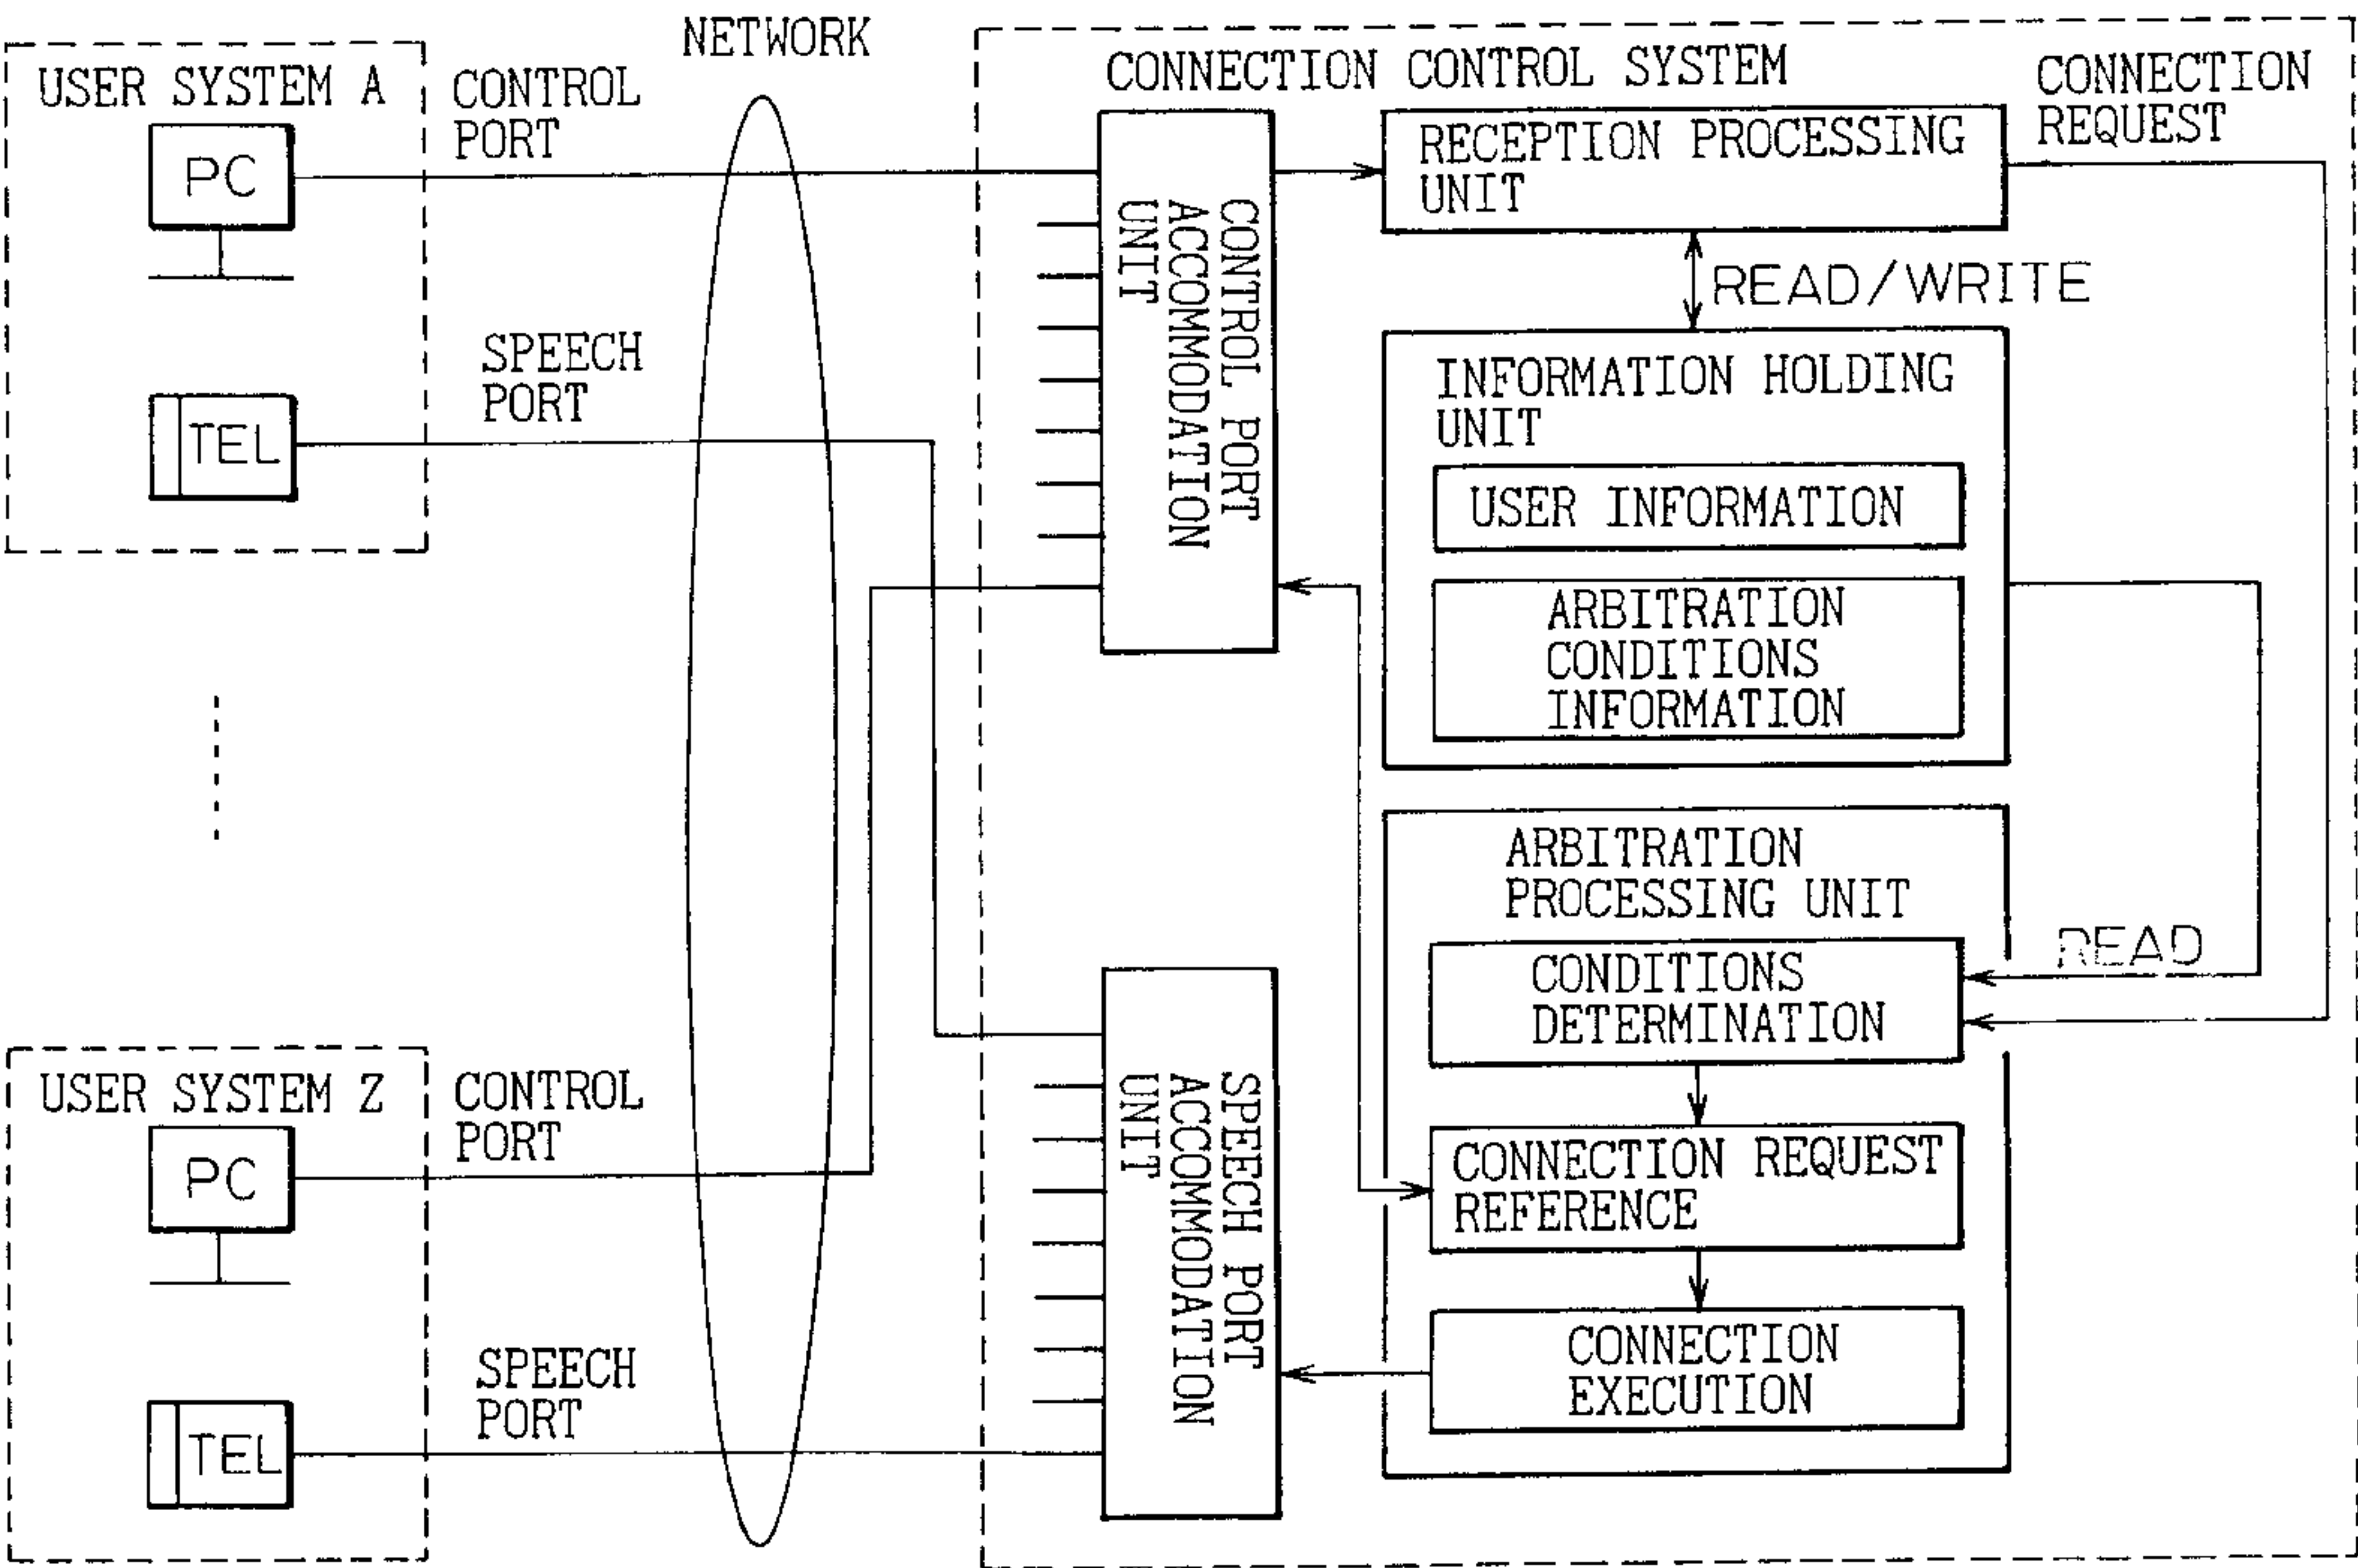 NETWORK
USER SYSTEM A
CONTROL
PORT
PC
SPEECH
PORT
TEL
USER SYSTEM Z
CONTROL
PORT
PC
SPEECH
PORT
TEL
CONNECTION CONTROL SYSTEM
CONTROL PORT
ACCOMMODATION
UNIT
SPEECH PORT
ACCOMMODATION
UNIT
RECEPTION PROCESSING
UNIT
CONNECTION
REQUEST
READ/WRITE
INFORMATION HOLDING
UNIT
USER INFORMATION
ARBITRATION
CONDITIONS
INFORMATION
ARBITRATION
PROCESSING UNIT
READ
CONDITIONS
DETERMINATION
CONNECTION REQUEST
REFERENCE
CONNECTION
EXECUTION